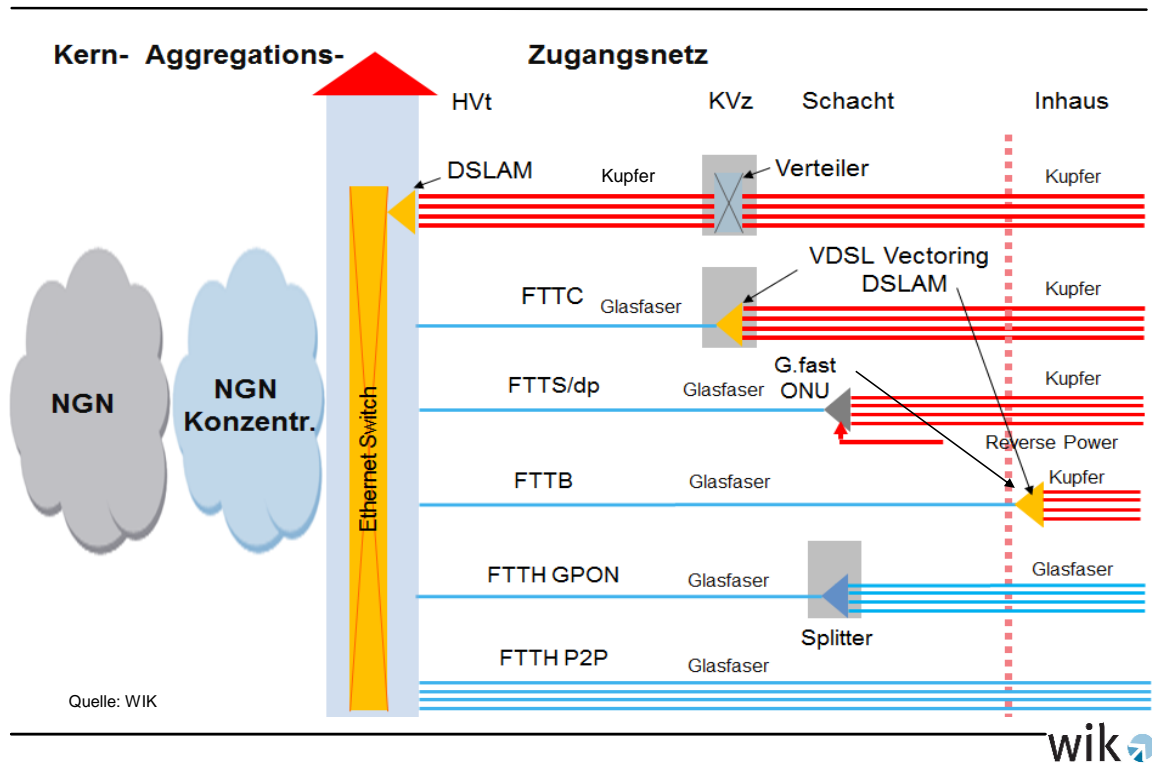 Kern- Aggregations- Zugangsnetz
HVt KVz Schacht Inhaus
DSLAM Kupfer Verteiler Kupfer
VDSL Vectoring
DSLAM
FTTC Glasfaser Kupfer
G.fast
ONU
FTTS/dp Glasfaser Kupfer
NGN
NGN
Konzentr.
Ethernet Switch
Reverse Power
FTTB Glasfaser Kupfer
FTTH GPON Glasfaser Glasfaser
Splitter
FTTH P2P Glasfaser
Quelle: WIK
wik